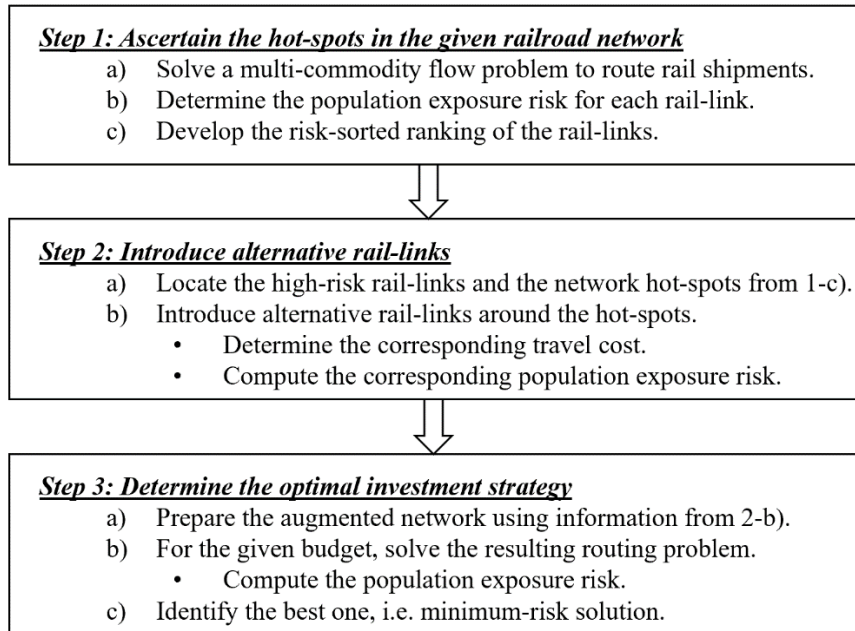 Step 1: Ascertain the hot-spots in the given railroad network
a) Solve a multi-commodity flow problem to route rail shipments.
b) Determine the population exposure risk for each rail-link.
c) Develop the risk-sorted ranking of the rail-links.
Step 2: Introduce alternative rail-links
a) Locate the high-risk rail-links and the network hot-spots from 1-c).
b) Introduce alternative rail-links around the hot-spots.
• Determine the corresponding travel cost.
• Compute the corresponding population exposure risk.
Step 3: Determine the optimal investment strategy
a) Prepare the augmented network using information from 2-b).
b) For the given budget, solve the resulting routing problem.
• Compute the population exposure risk.
c) Identify the best one, i.e. minimum-risk solution.